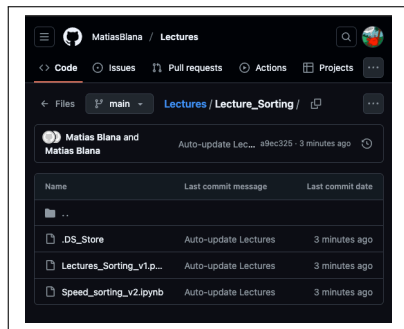 MatiasBlana / Lectures
<> Code Issues Pull requests Actions Projects ...
← Files main Lectures / Lecture_Sorting / ...
Matias Blana and Matias Blana Auto-update Lec... a9ec325 · 3 minutes ago
Name Last commit message Last commit date
..
.DS_Store Auto-update Lectures 3 minutes ago
Lectures_Sorting_v1.p... Auto-update Lectures 3 minutes ago
Speed_sorting_v2.ipynb Auto-update Lectures 3 minutes ago